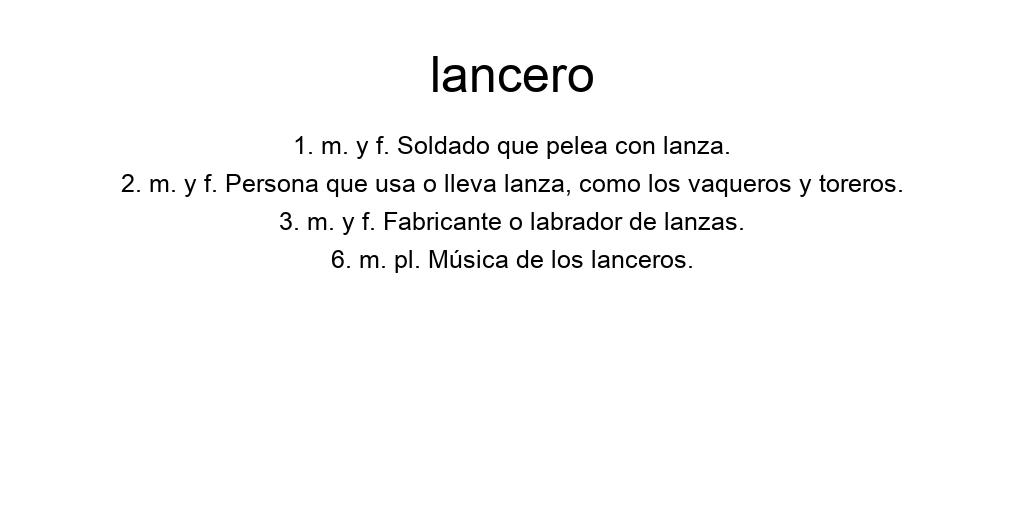 lancero
1. m. y f. Soldado que pelea con lanza.
2. m. y f. Persona que usa o lleva lanza, como los vaqueros y toreros.
3. m. y f. Fabricante o labrador de lanzas.
6. m. pl. Música de los lanceros.